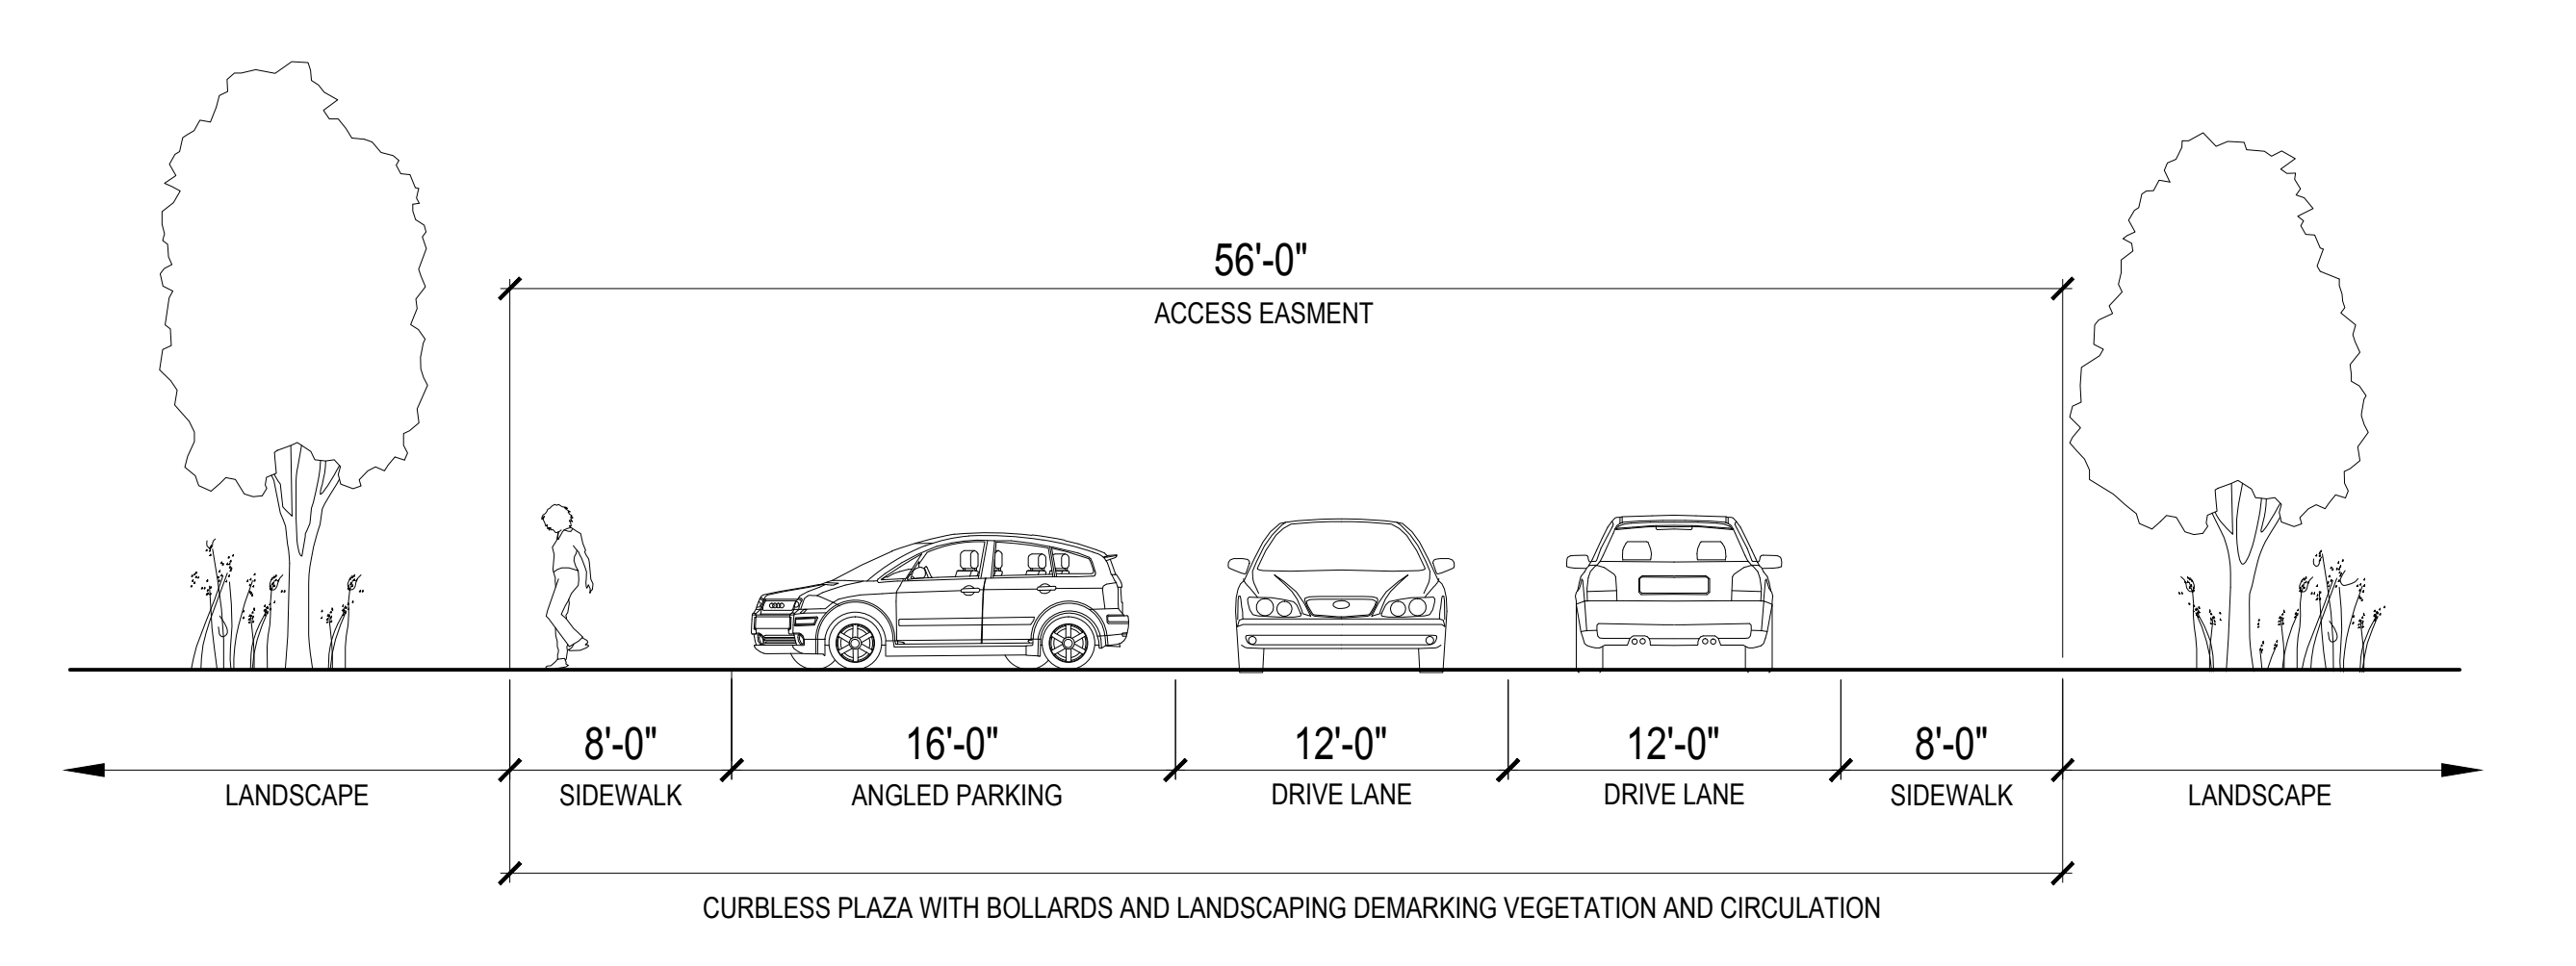 56'-0"
ACCESS EASMENT
8'-0" 16'-0" 12'-0" 12'-0" 8'-0"
LANDSCAPE SIDEWALK ANGLED PARKING DRIVE LANE DRIVE LANE SIDEWALK LANDSCAPE
CURBLESS PLAZA WITH BOLLARDS AND LANDSCAPING DEMARKING VEGETATION AND CIRCULATION